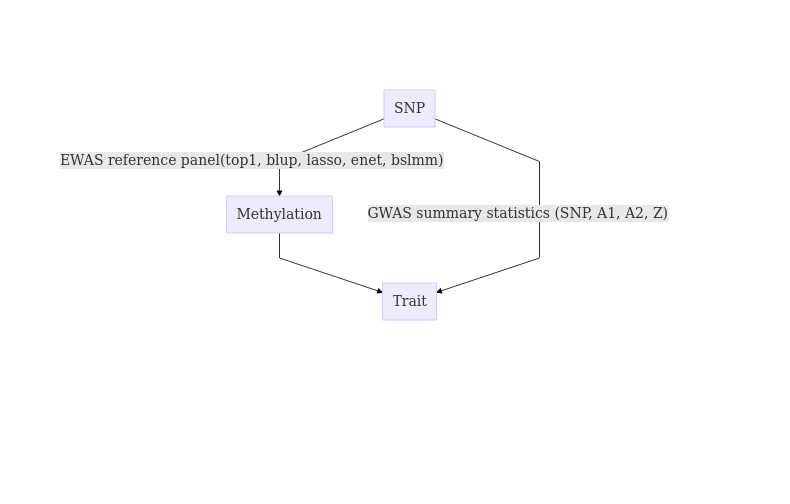 SNP
EWAS reference panel(top1, blup, lasso, enet, bslmm)
Methylation
GWAS summary statistics (SNP, A1, A2, Z)
Trait